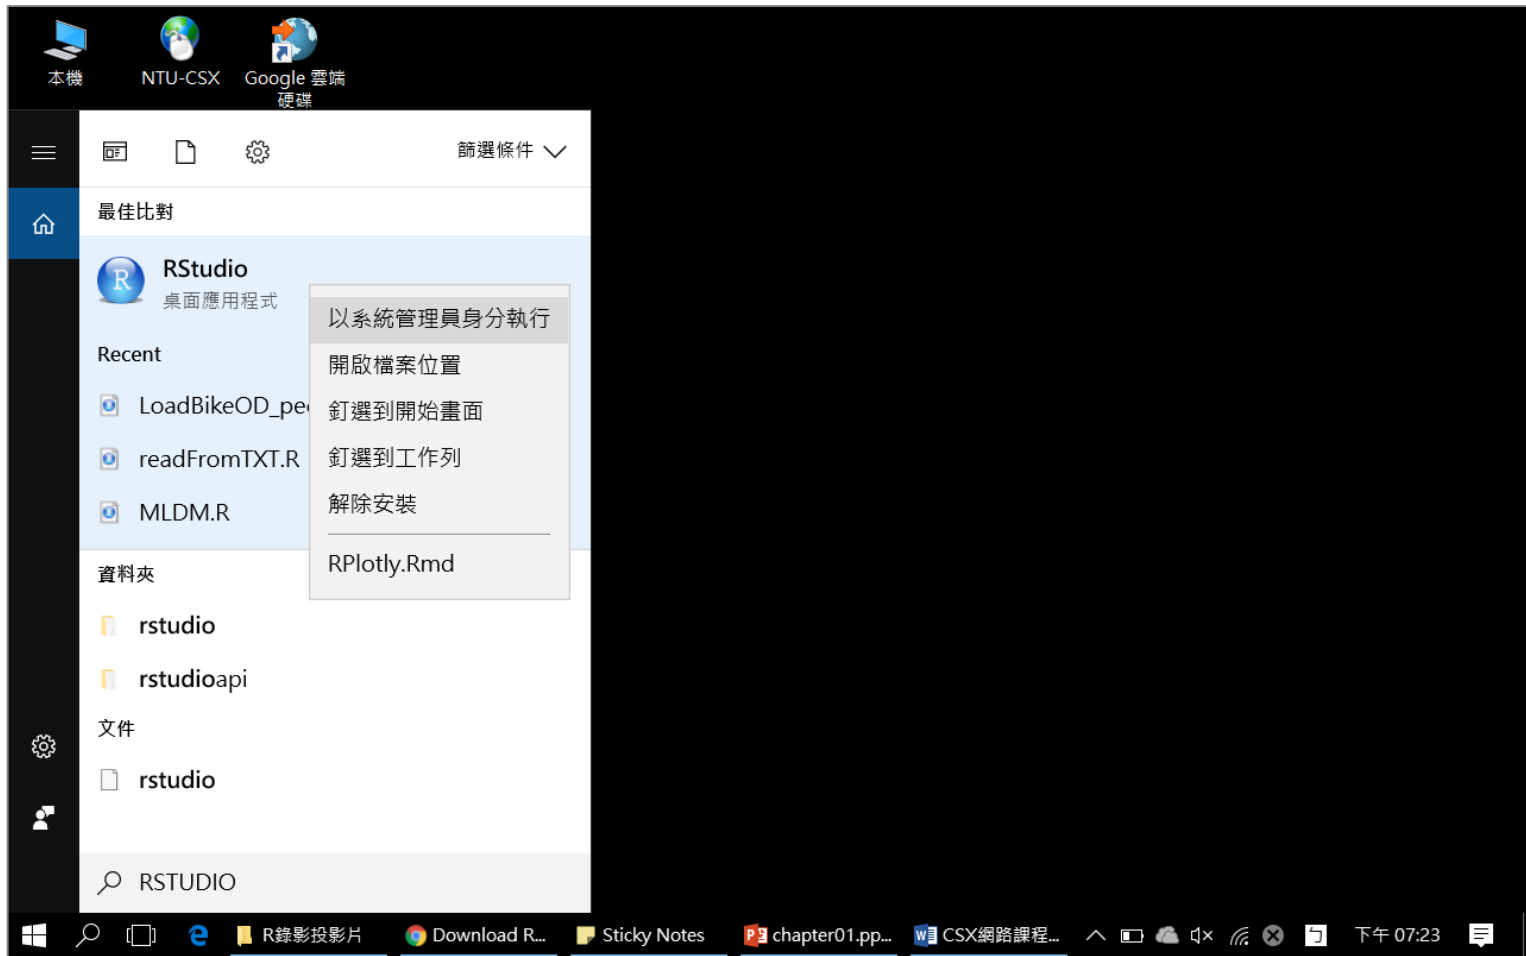 本機
NTU-CSX
Google 雲端
硬碟
篩選條件
最佳比對
RStudio
桌面應用程式
以系統管理員身分執行
開啟檔案位置
釘選到開始畫面
釘選到工作列
解除安裝
RPlotly.Rmd
Recent
LoadBikeOD_pe
readFromTXT.R
MLDM.R
資料夾
rstudio
rstudioapi
文件
rstudio
RSTUDIO
R錄影投影片
Download R...
Sticky Notes
chapter01.pp...
CSX網路課程...
ㄅ
下午 07:23